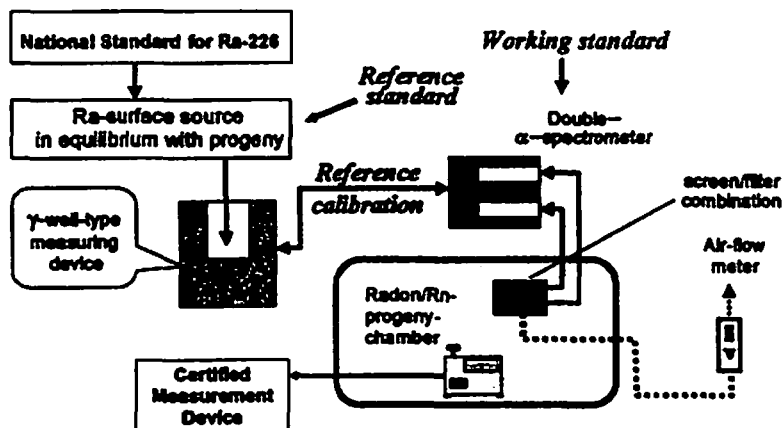 National Standard for Ra-226
Working standard
Reference
standard
Ra-surface source
in equilibrium with progeny
Double-
α-spectrometer
Reference
calibration
screen/filter
combination
γ-well-type
measuring
device
Air-flow
meter
Radon/Rn-
progeny-
chamber
Certified
Measurement
Device